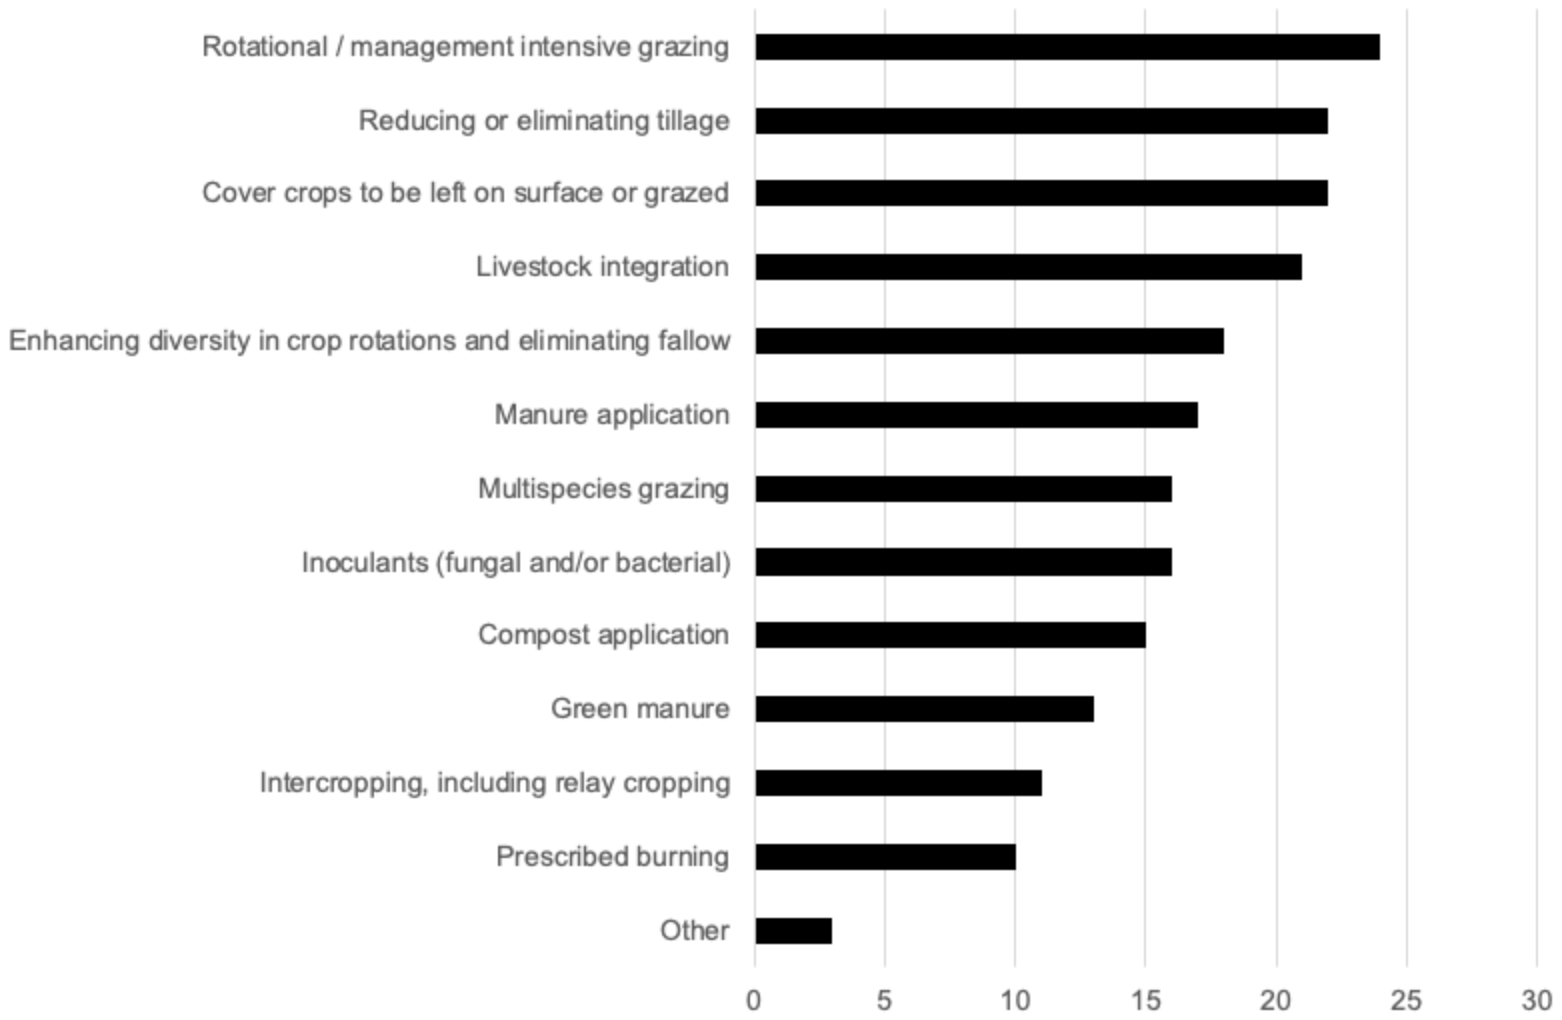 Rotational / management intensive grazing
Reducing or eliminating tillage
Cover crops to be left on surface or grazed
Livestock integration
Enhancing diversity in crop rotations and eliminating fallow
Manure application
Multispecies grazing
Inoculants (fungal and/or bacterial)
Compost application
Green manure
Intercropping, including relay cropping
Prescribed burning
Other
0 5 10 15 20 25 30